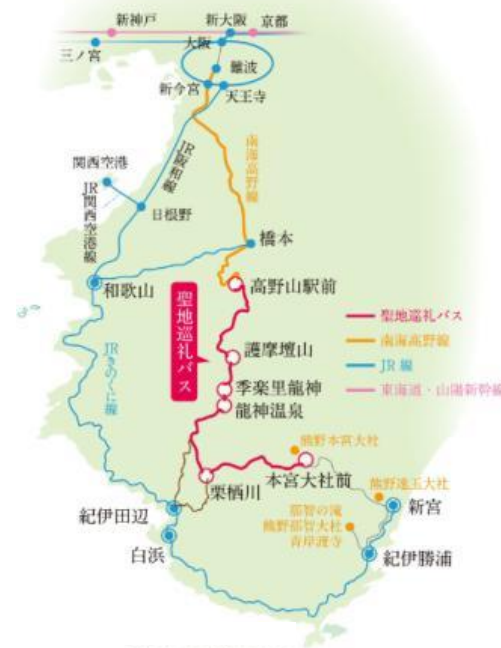 新神戸
新大阪
京都
三ノ宮
大阪
難波
新今宮
天王寺
関西空港
JR阪和線
南海高野線
JR関西空港線
日根野
橋本
和歌山
高野山駅前
聖地巡礼バス
護摩壇山
聖地巡礼バス
南海高野線
JR線
東海道・山陽新幹線
JRきのくに線
季楽里龍神
龍神温泉
熊野本宮大社
栗栖川
本宮大社前
熊野速玉大社
紀伊田辺
新宮
那智の滝
熊野那智大社
青岸渡寺
白浜
紀伊勝浦